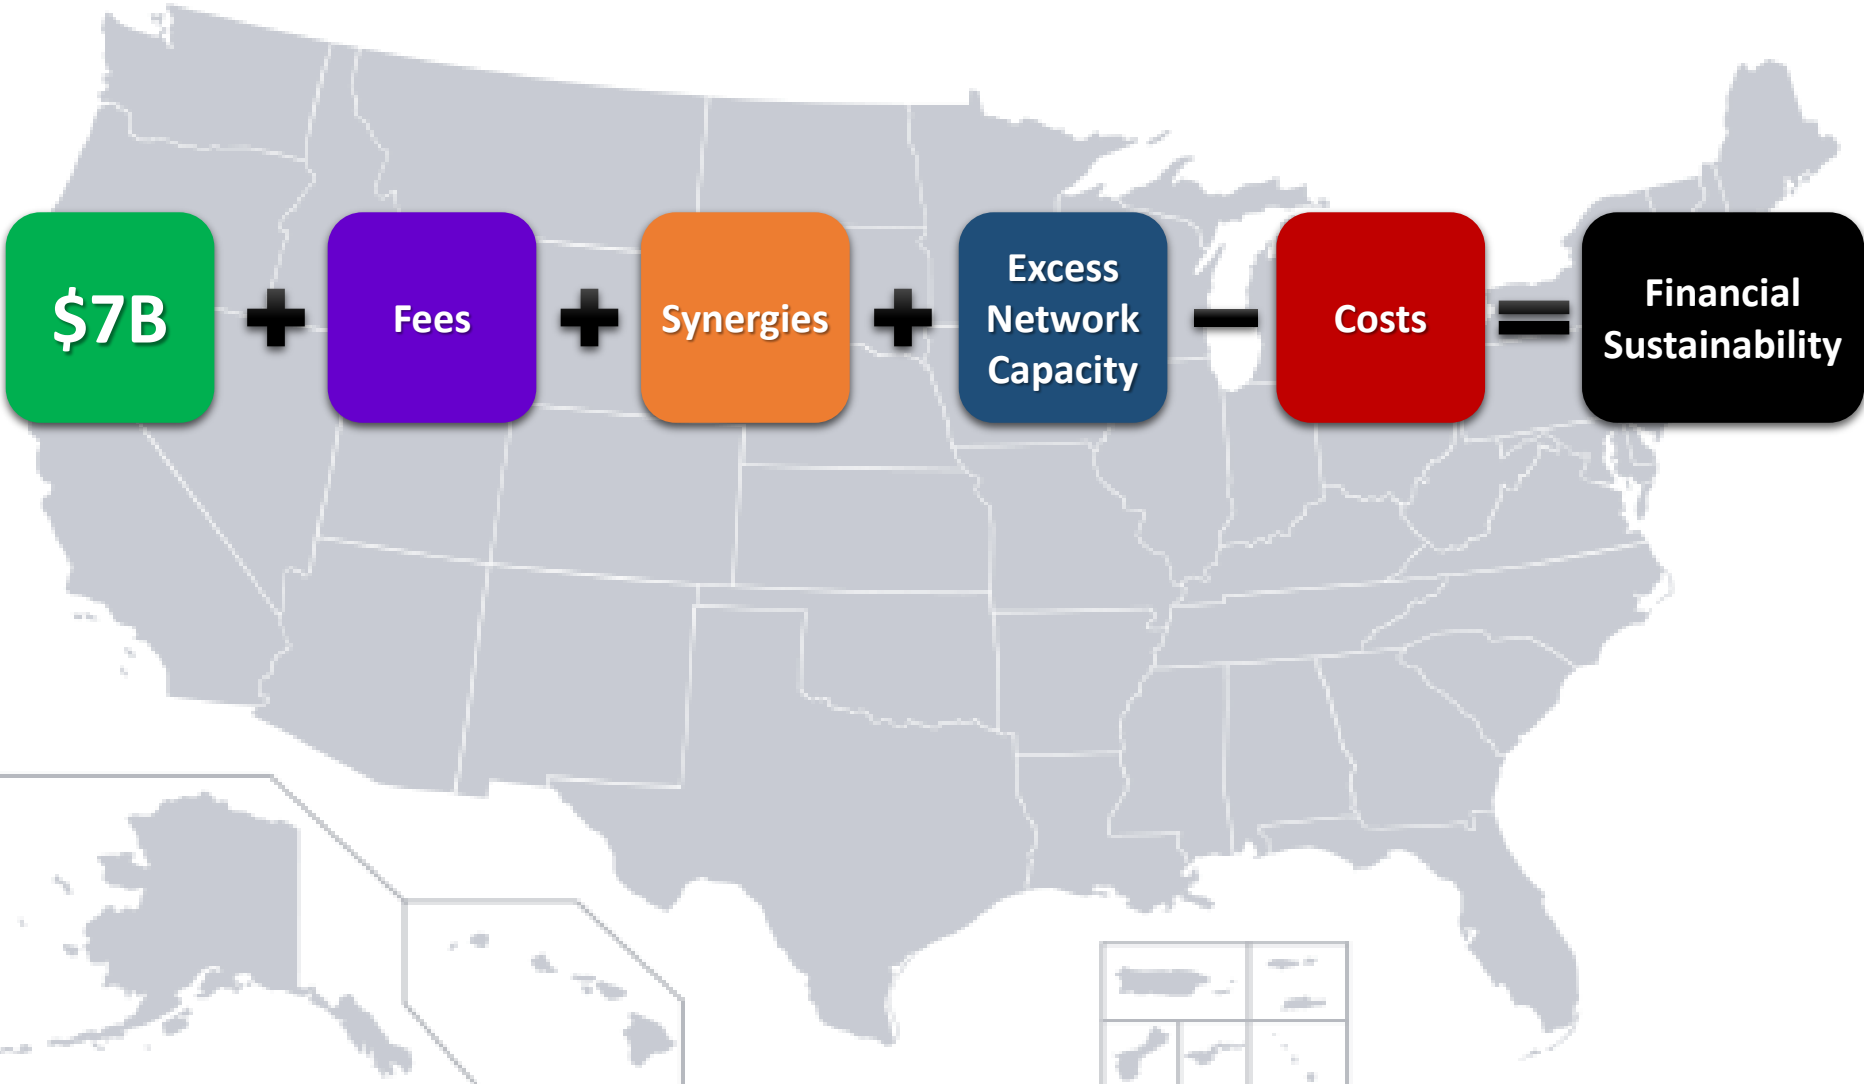 $7B
Fees
Synergies
Excess
Network
Capacity
Costs
Financial
Sustainability